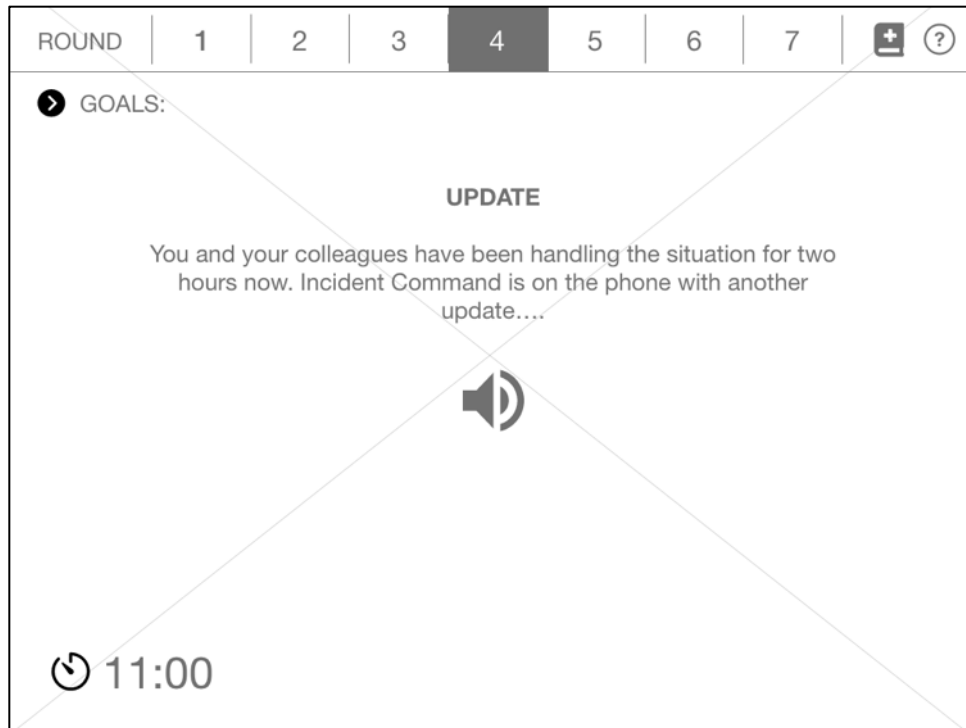 ROUND 1 2 3 4 5 6 7 ?
GOALS:
UPDATE
You and your colleagues have been handling the situation for two
hours now. Incident Command is on the phone with another
update….
11:00